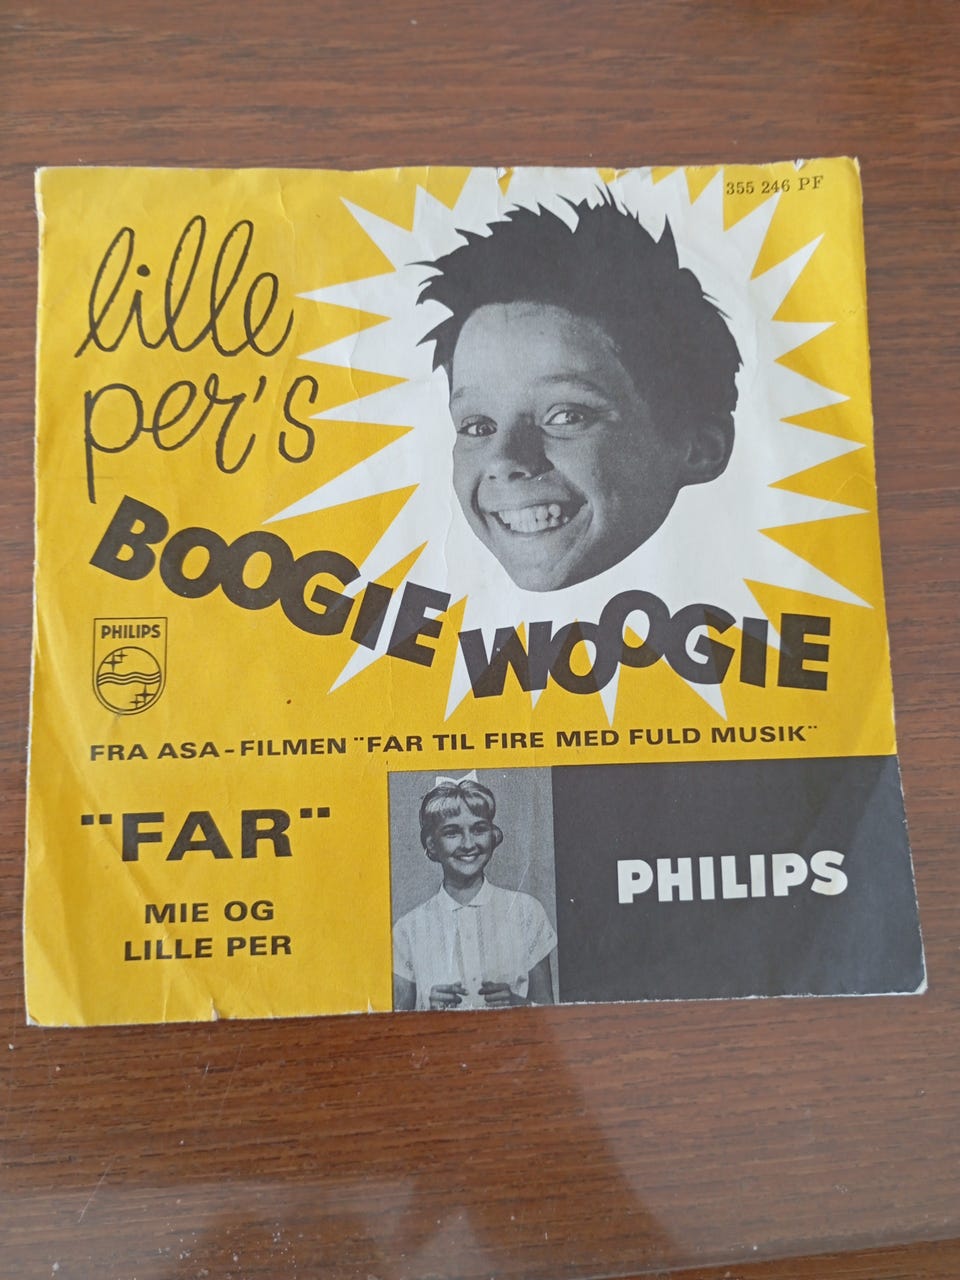 355 246 PF
lille
per's
BOOGIE WOOGIE
PHILIPS
FRA ASA-FILMEN "FAR TIL FIRE MED FULD MUSIK"
"FAR"
MIE OG
LILLE PER
PHILIPS